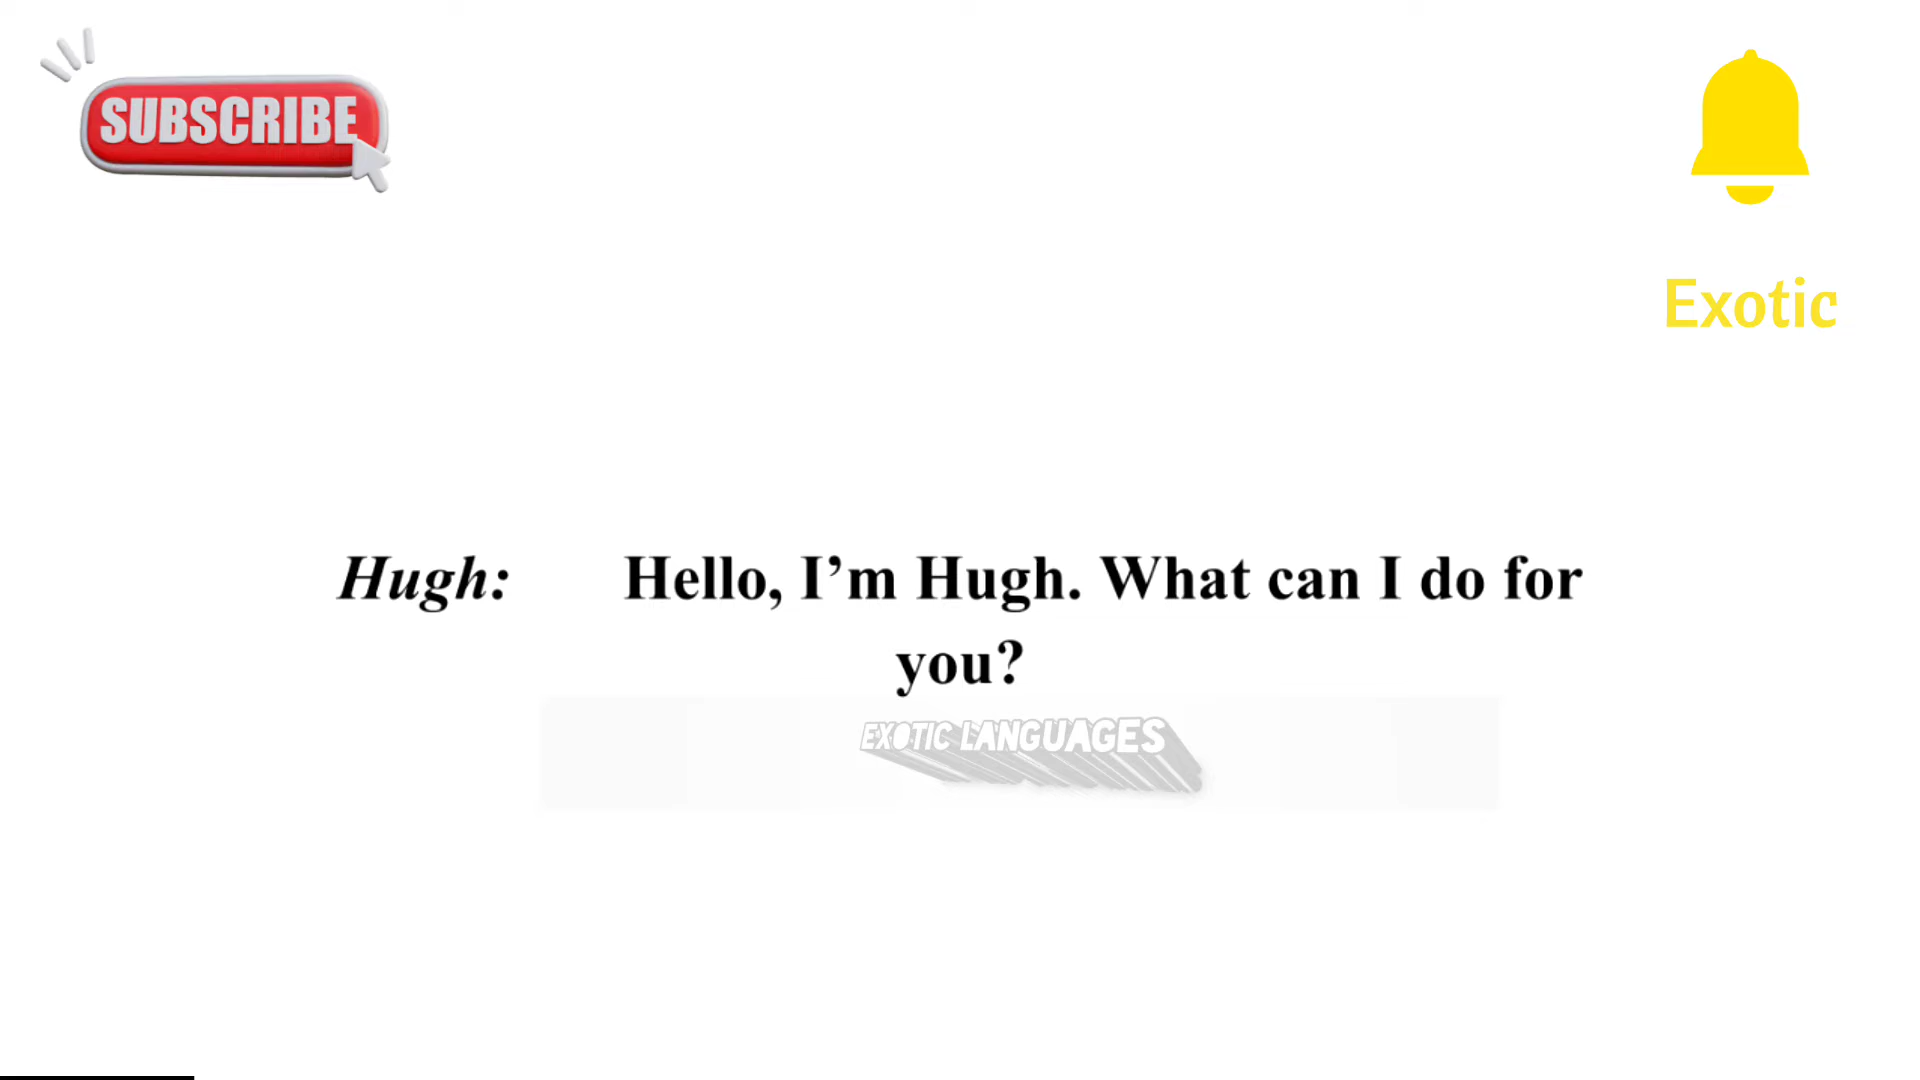 SUBSCRIBE
Exotic
Hugh: Hello, I’m Hugh. What can I do for
you?
EXOTIC LANGUAGES